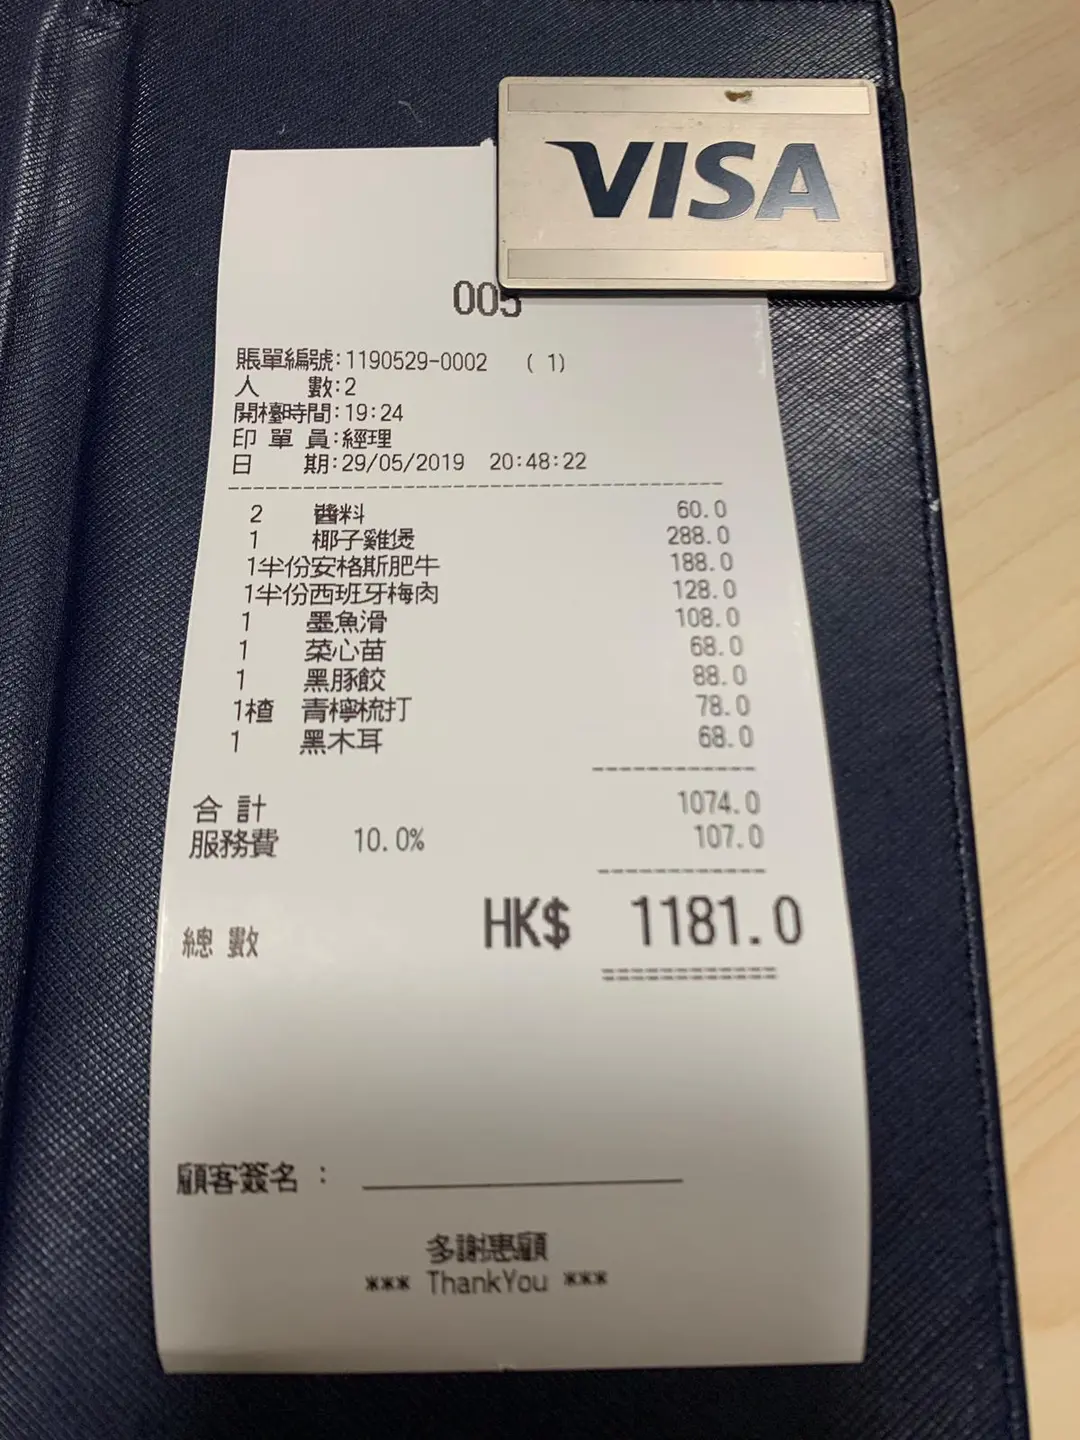 VISA
005
賬單編號:1190529-0002 ( 1)
人 數:2
開檯時間:19:24
印 單 員:經理
日 期:29/05/2019 20:48:22
2 醬料 60.0
1 椰子雞煲 288.0
1半份安格斯肥牛 188.0
1半份西班牙梅肉 128.0
1 墨魚滑 108.0
1 菜心苗 68.0
1 黑豚餃 88.0
1楂 青檸梳打 78.0
1 黑木耳 68.0
合 計 1074.0
服務費 10.0% 107.0
總 數 HK$ 1181.0
顧客簽名 :
多謝惠顧
*** ThankYou ***